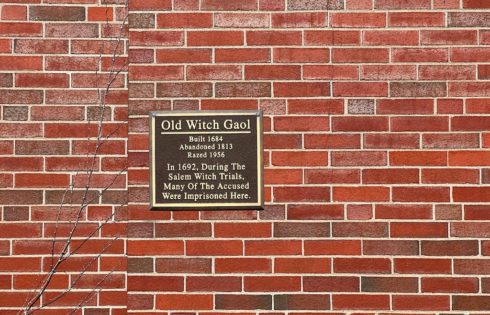 Old Witch Gaol
Built 1684
Abandoned 1813
Razed 1956
In 1692, During The
Salem Witch Trials,
Many Of The Accused
Were Imprisoned Here.